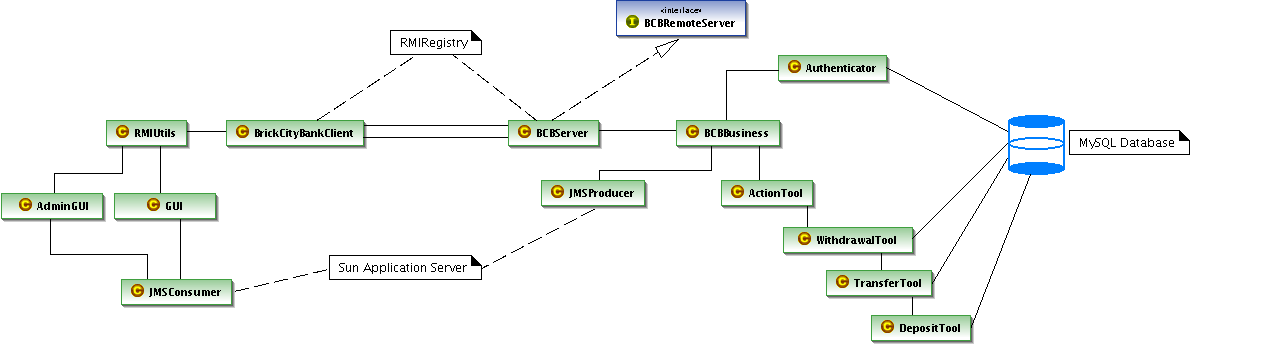 «interface»
I BCBRemoteServer
RMIRegistry
C Authenticator
C RMIUtils
C BrickCityBankClient
C BCBServer
C BCBBusiness
MySQL Database
C AdminGUI
C GUI
C JMSProducer
C ActionTool
C WithdrawalTool
Sun Application Server
C TransferTool
C JMSConsumer
C DepositTool